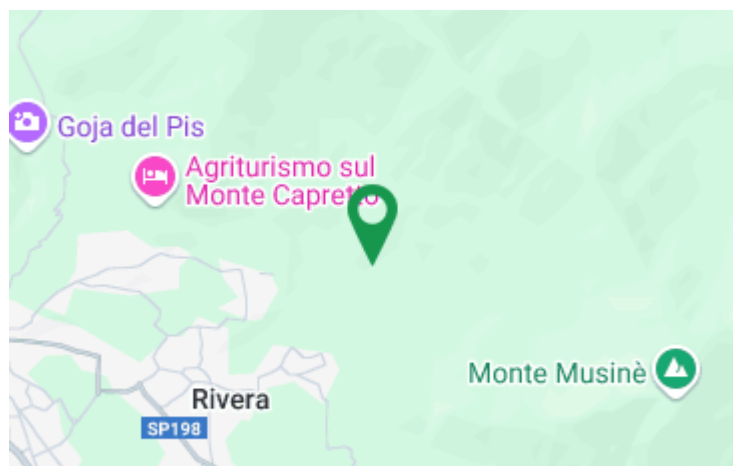 Goja del Pis
Agriturismo sul
Monte Capretto
Monte Musinè
Rivera
SP198